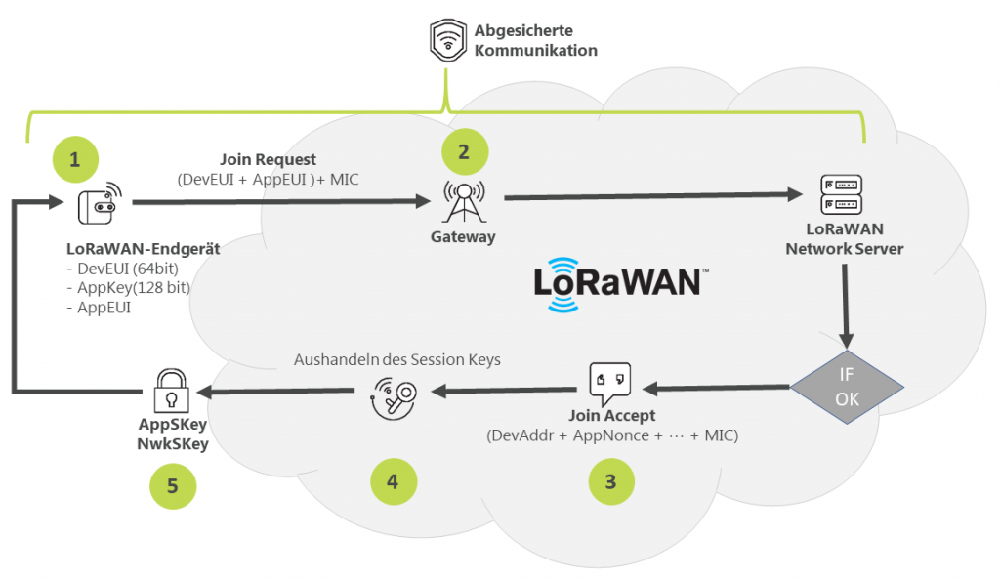 Abgesicherte
Kommunikation
1
Join Request
(DevEUI + AppEUI )+ MIC
2
Gateway
LoRaWAN
Network Server
LoRaWAN-Endgerät
- DevEUI (64bit)
- AppKey(128 bit)
- AppEUI
LoRaWAN™
IF
OK
Aushandeln des Session Keys
Join Accept
(DevAddr + AppNonce + ⋯ + MIC)
AppSKey
NwkSKey
5
4
3